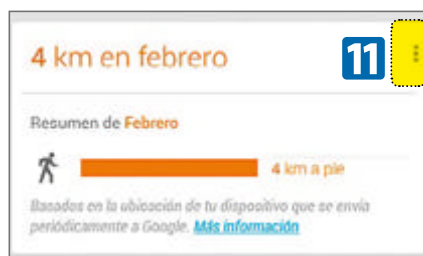 4 km en febrero
11
Resumen de Febrero
4 km a pie
Basados en la ubicación de tu dispositivo que se envía
periódicamente a Google. Más información